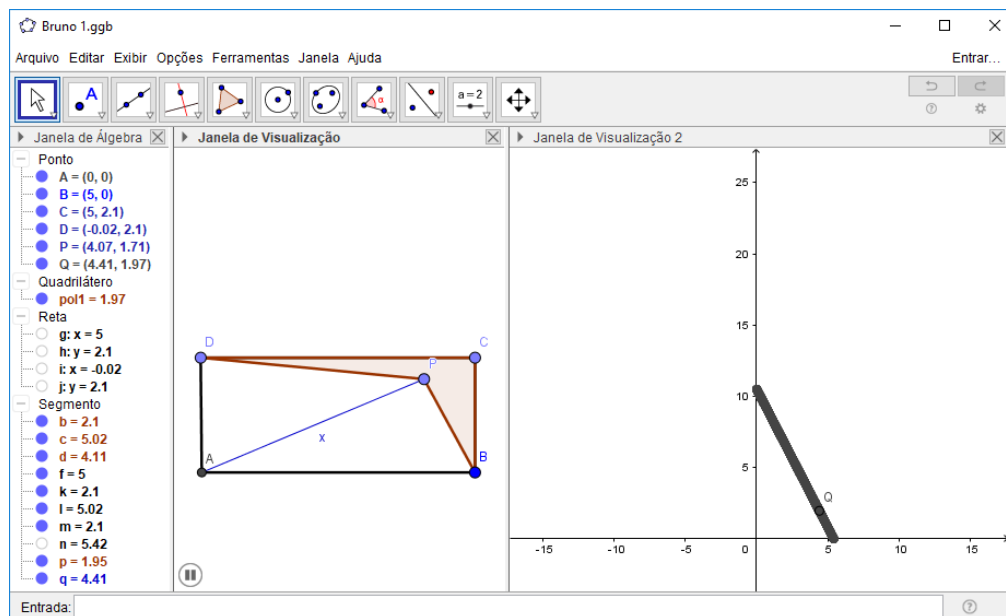 Bruno 1.ggb
Arquivo Editar Exibir Opções Ferramentas Janela Ajuda
Entrar...
A
α
a=2
Janela de Álgebra
Janela de Visualização
Janela de Visualização 2
Ponto
A = (0, 0)
B = (5, 0)
C = (5, 2.1)
D = (-0.02, 2.1)
P = (4.07, 1.71)
Q = (4.41, 1.97)
Quadrilátero
pol1 = 1.97
Reta
g: x = 5
h: y = 2.1
i: x = -0.02
j: y = 2.1
Segmento
b = 2.1
c = 5.02
d = 4.11
f = 5
k = 2.1
l = 5.02
m = 2.1
n = 5.42
p = 1.95
q = 4.41
D
C
P
x
A
B
25
20
15
10
5
Q
-15
-10
-5
0
5
10
15
Entrada: